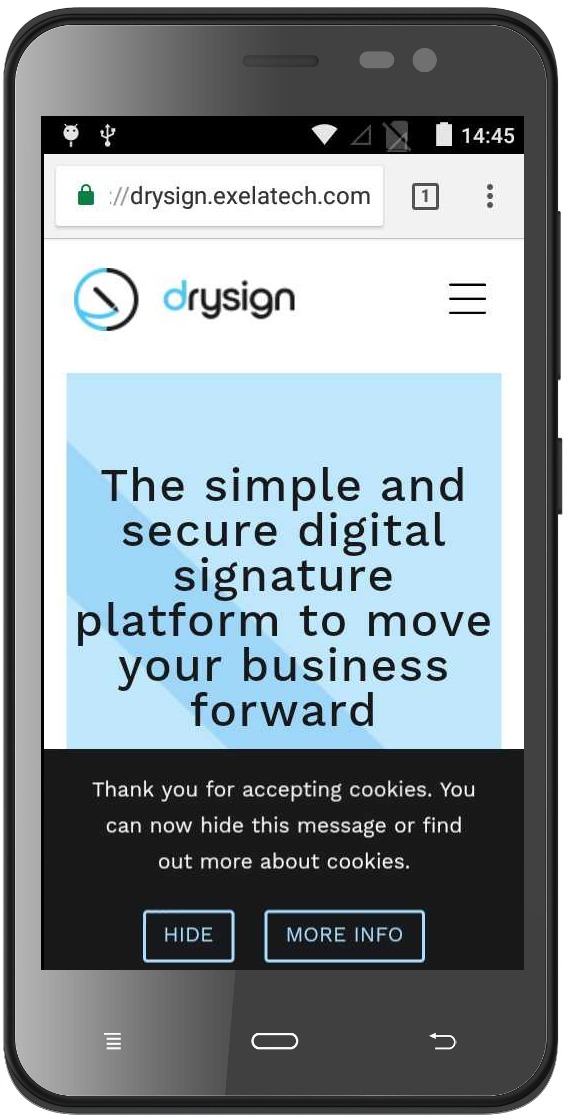 14:45
://drysign.exelatech.com
1
drysign
The simple and
secure digital
signature
platform to move
your business
forward
Thank you for accepting cookies. You
can now hide this message or find
out more about cookies.
HIDE MORE INFO